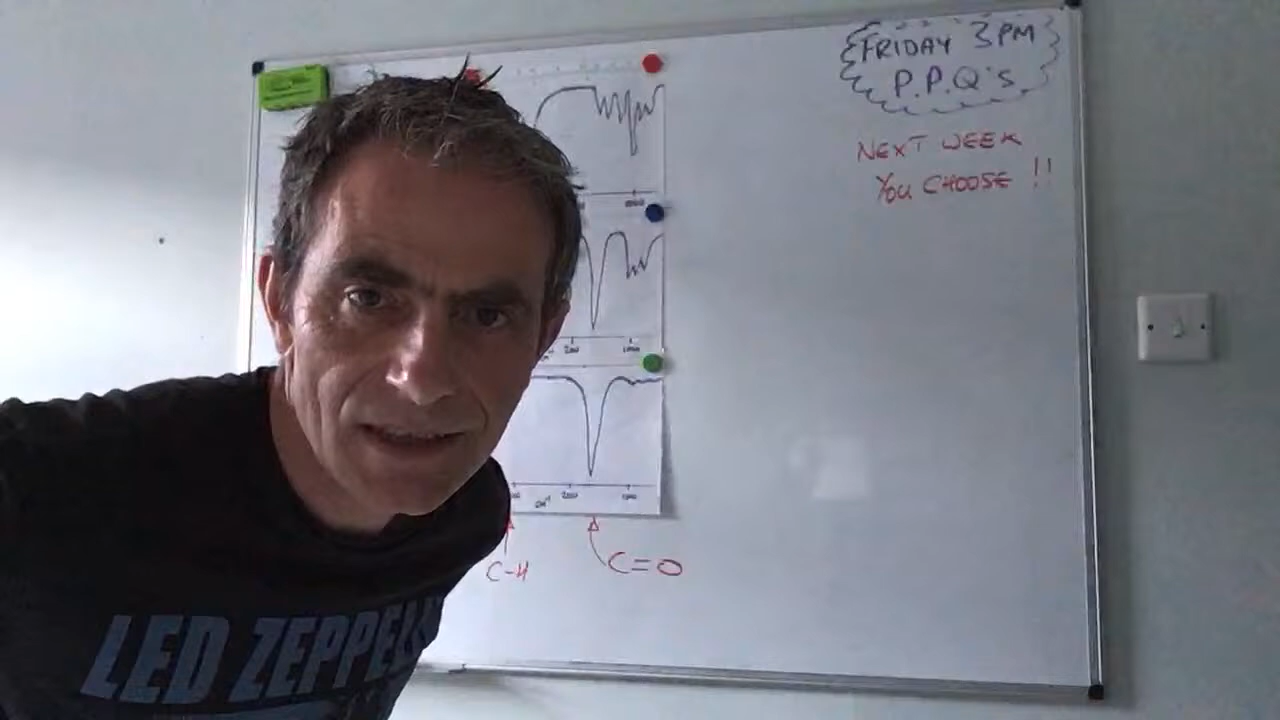 FRIDAY 3PM
P.P.Q's
NEXT WEEK
YOU CHOOSE !!
C-H
C=O
LED ZEPPEL